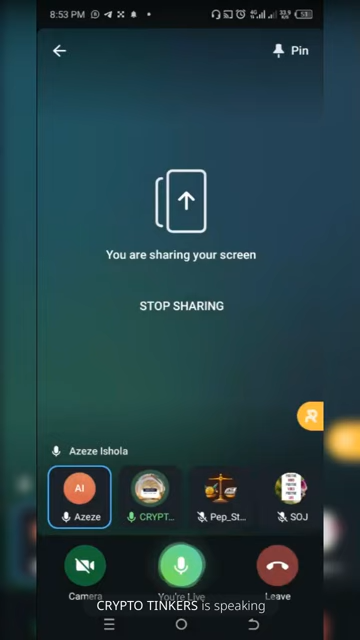 8:53 PM
Pin
You are sharing your screen
STOP SHARING
Azeze Ishola
AI
Azeze
CRYPT...
Pep_St...
SOJ
Camera
You're Live
Leave
CRYPTO TINKERS is speaking